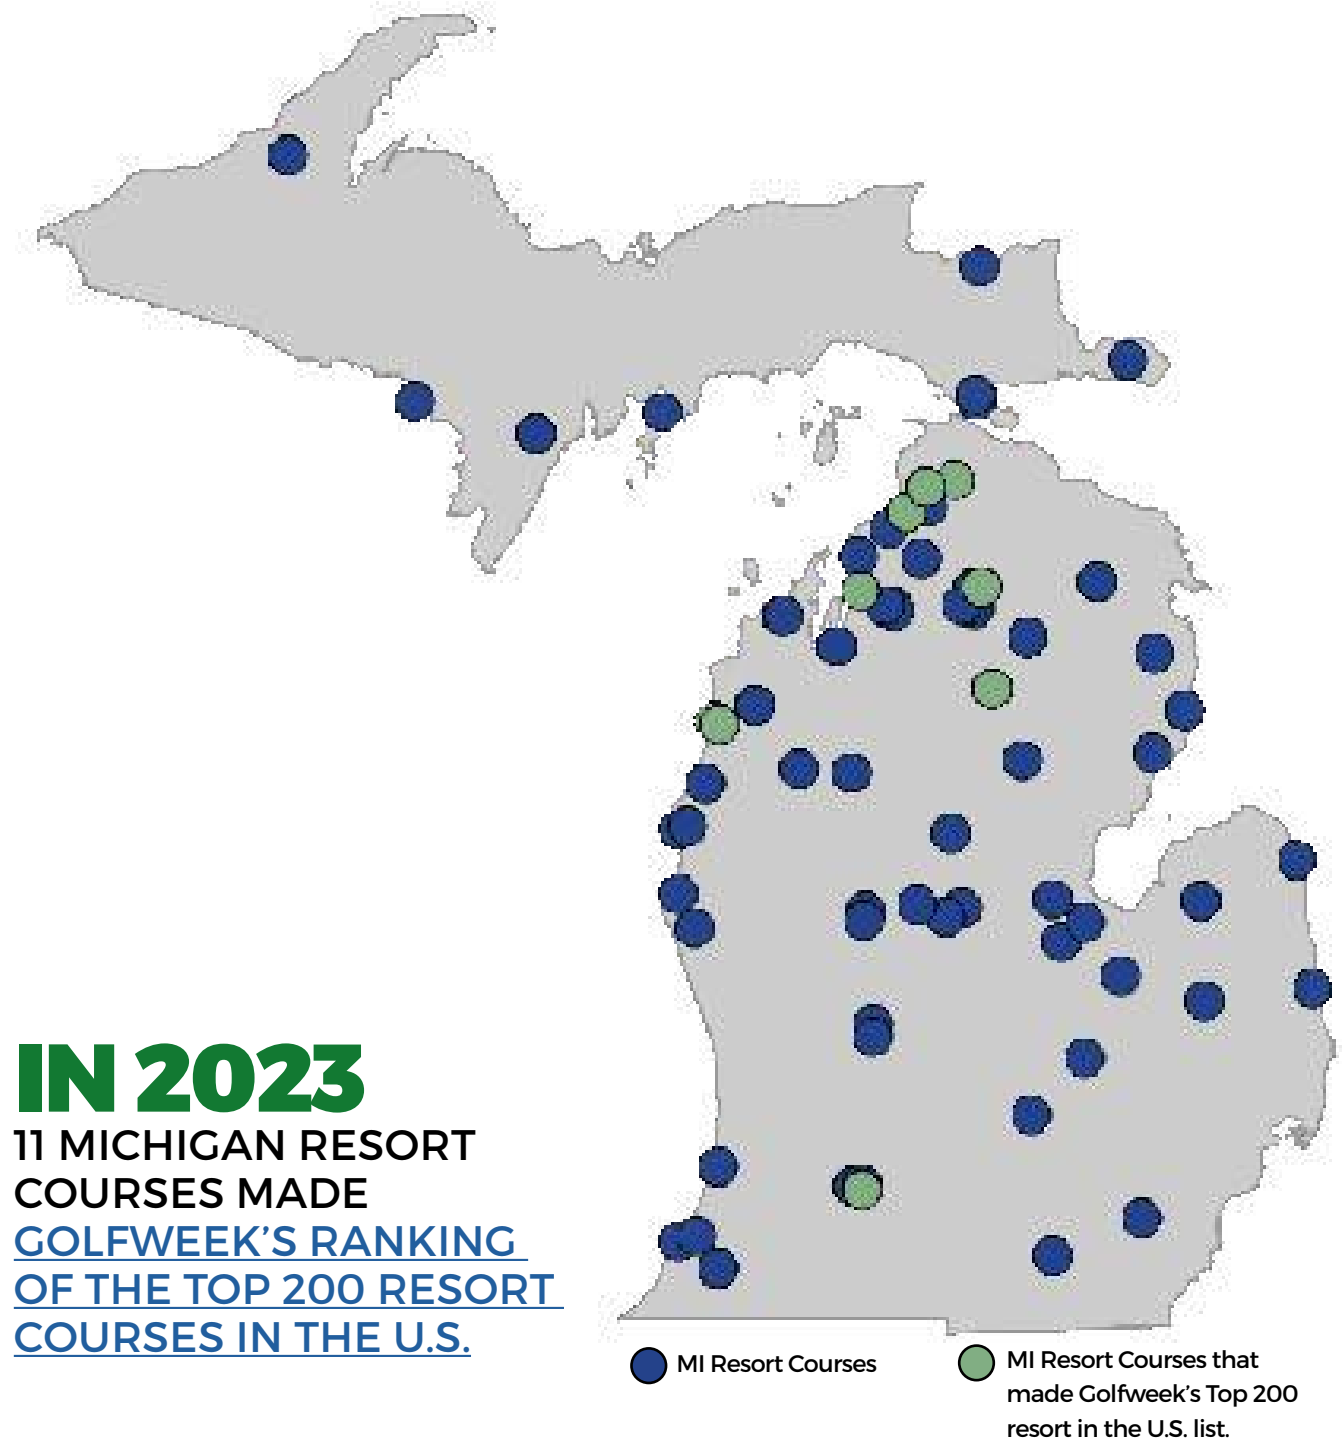 IN 2023
11 MICHIGAN RESORT
COURSES MADE
GOLFWEEK’S RANKING
OF THE TOP 200 RESORT
COURSES IN THE U.S.
MI Resort Courses
MI Resort Courses that
made Golfweek’s Top 200
resort in the U.S. list.